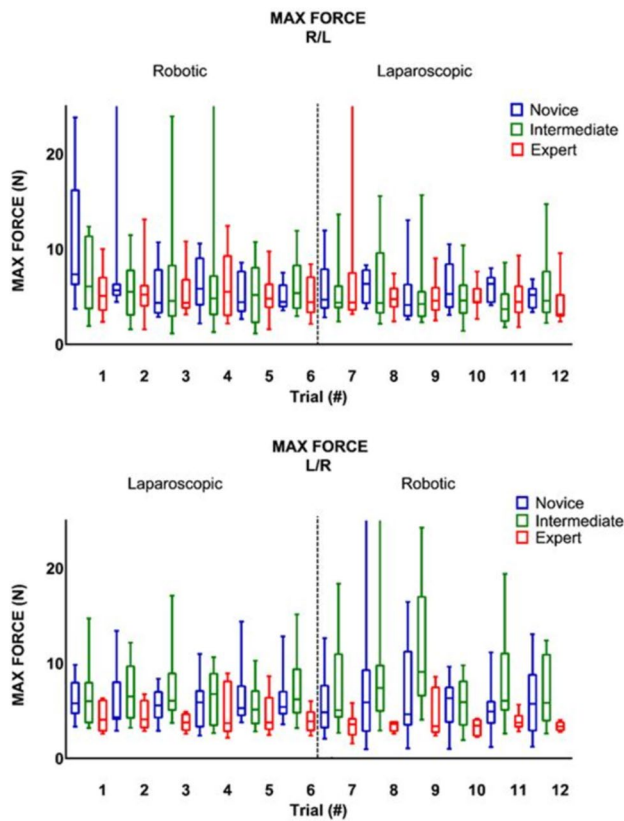 MAX FORCE
R/L
Robotic Laparoscopic
Novice
Intermediate
Expert
20
10
0
MAX FORCE (N)
1 2 3 4 5 6 7 8 9 10 11 12
Trial (#)
MAX FORCE
L/R
Laparoscopic Robotic
Novice
Intermediate
Expert
20
10
0
MAX FORCE (N)
1 2 3 4 5 6 7 8 9 10 11 12
Trial (#)